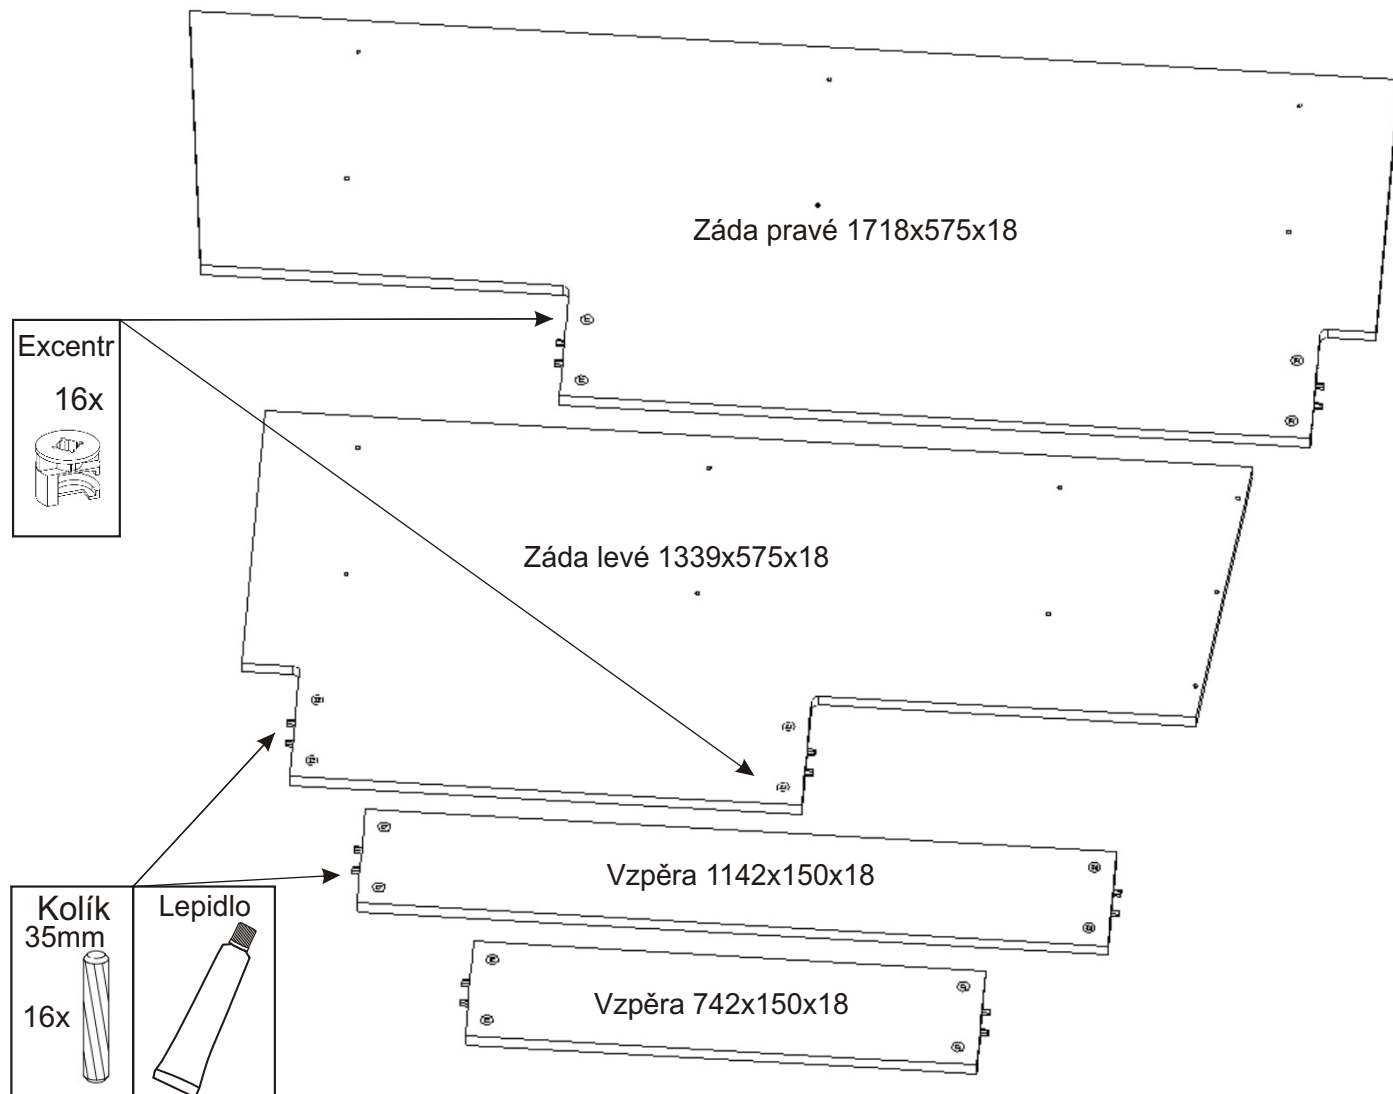 Záda pravé 1718x575x18
Excentr
16x
Záda levé 1339x575x18
Vzpěra 1142x150x18
Kolík
35mm
16x
Lepidlo
Vzpěra 742x150x18